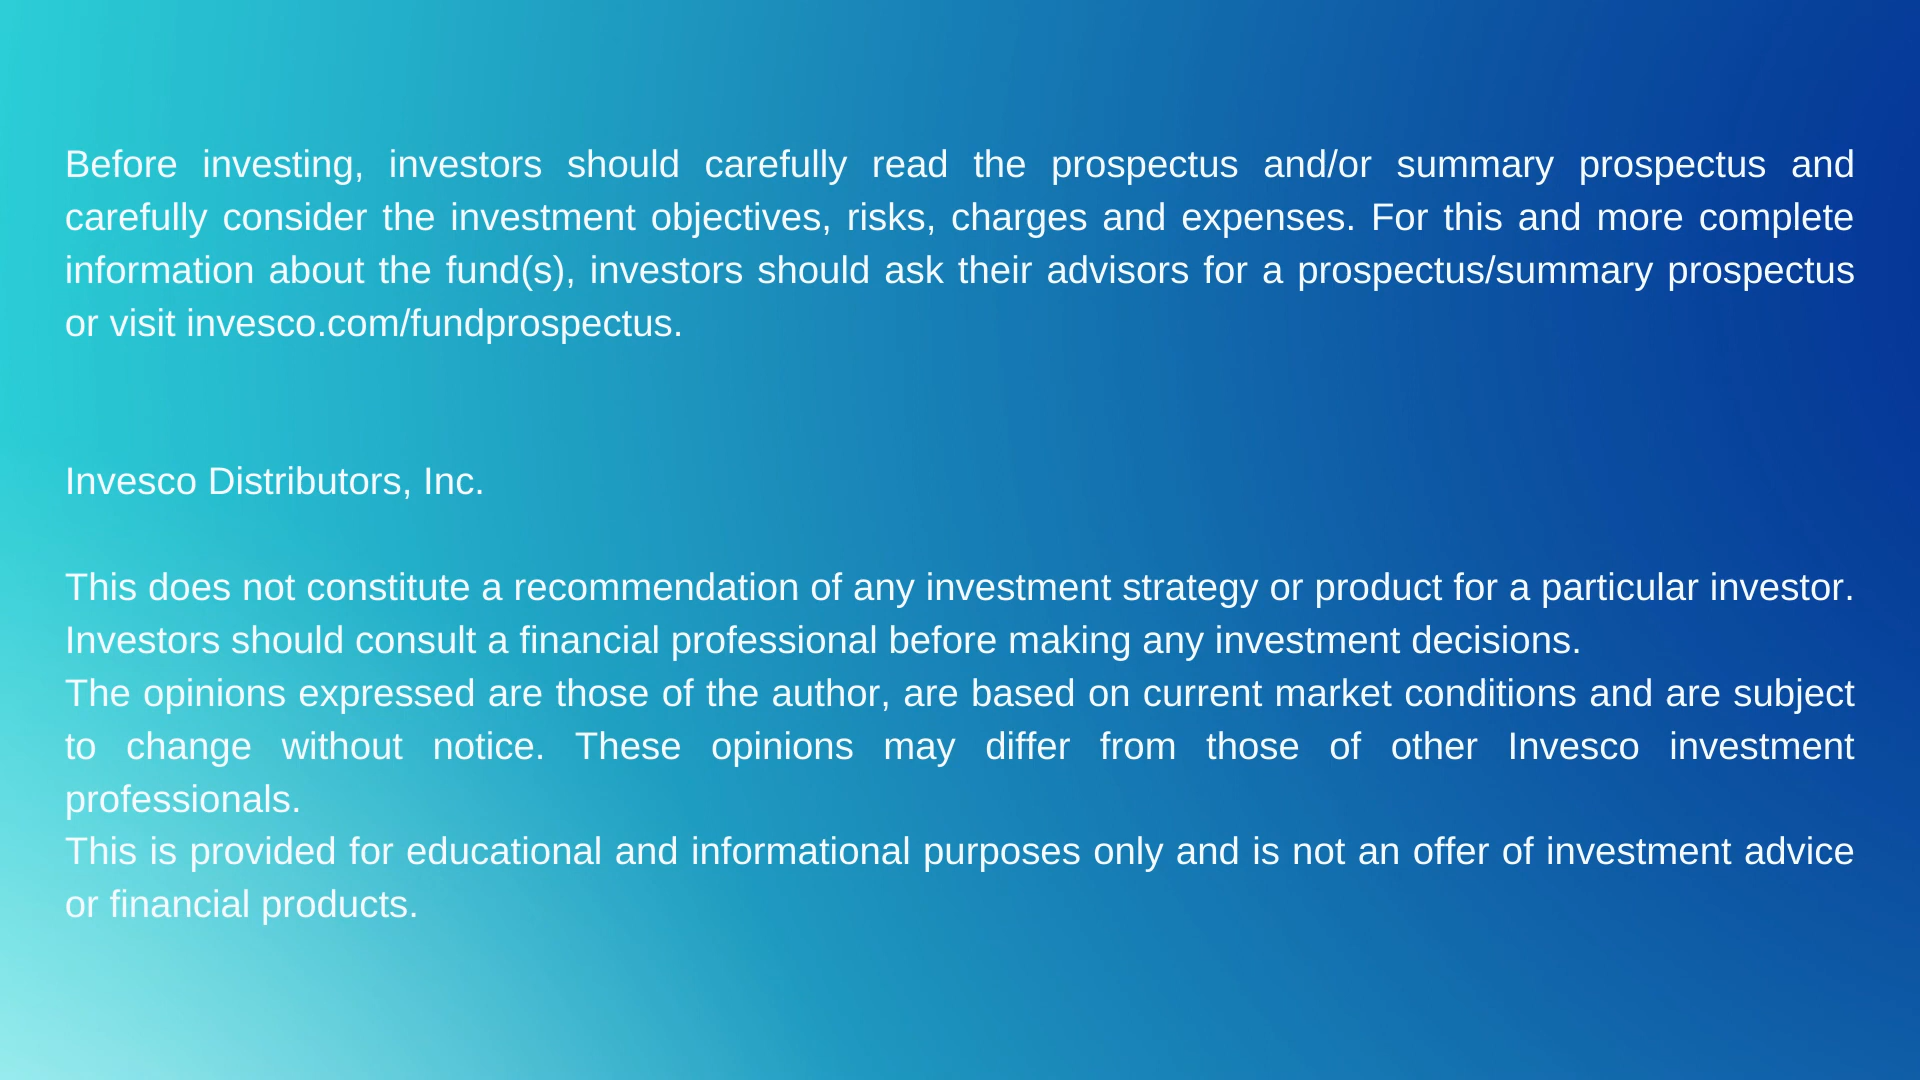 Before investing, investors should carefully read the prospectus and/or summary prospectus and
carefully consider the investment objectives, risks, charges and expenses. For this and more complete
information about the fund(s), investors should ask their advisors for a prospectus/summary prospectus
or visit invesco.com/fundprospectus.
Invesco Distributors, Inc.
This does not constitute a recommendation of any investment strategy or product for a particular investor.
Investors should consult a financial professional before making any investment decisions.
The opinions expressed are those of the author, are based on current market conditions and are subject
to change without notice. These opinions may differ from those of other Invesco investment
professionals.
This is provided for educational and informational purposes only and is not an offer of investment advice
or financial products.